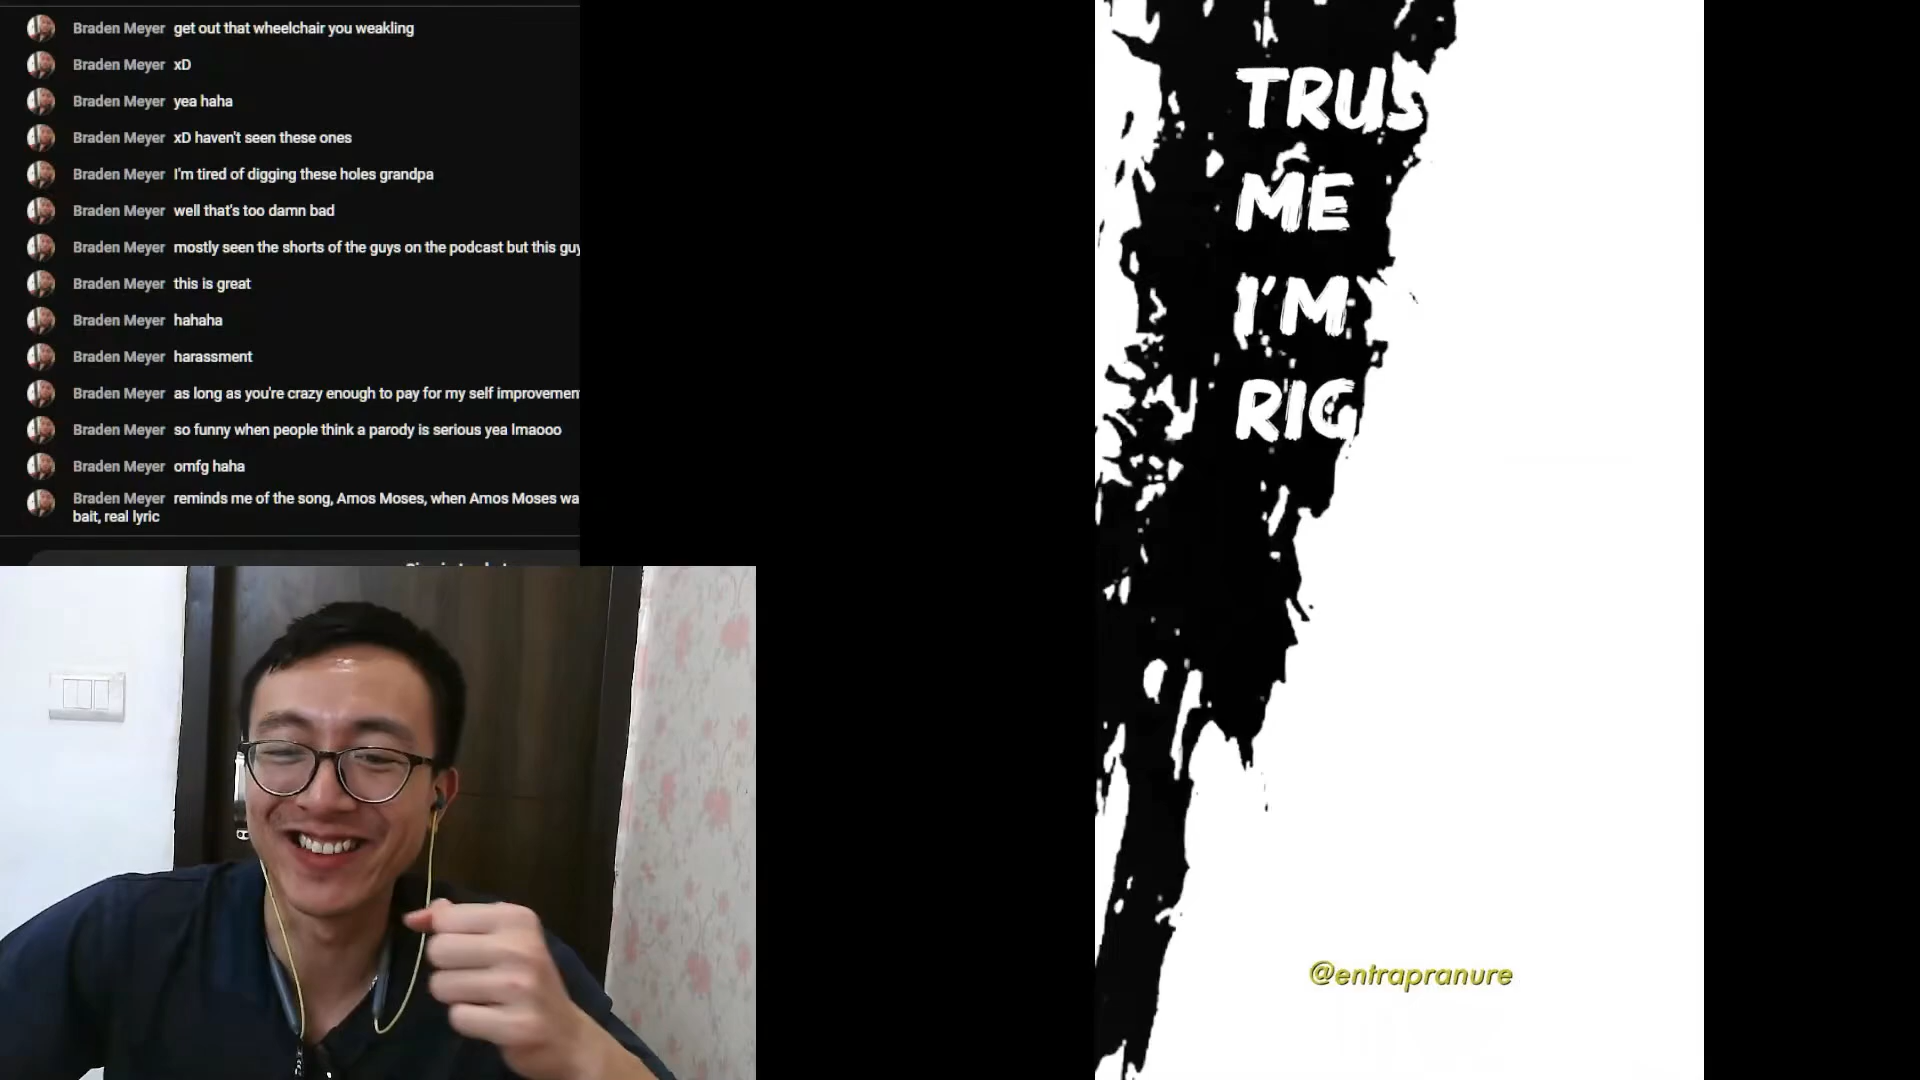 Braden Meyer get out that wheelchair you weakling
Braden Meyer xD
Braden Meyer yea haha
Braden Meyer xD haven't seen these ones
Braden Meyer I'm tired of digging these holes grandpa
Braden Meyer well that's too damn bad
Braden Meyer mostly seen the shorts of the guys on the podcast but this guy
Braden Meyer this is great
Braden Meyer hahaha
Braden Meyer harassment
Braden Meyer as long as you're crazy enough to pay for my self improvemen
Braden Meyer so funny when people think a parody is serious yea lmaooo
Braden Meyer omfg haha
Braden Meyer reminds me of the song, Amos Moses, when Amos Moses wa
bait, real lyric
TRUS
ME
I'M
RIG
@entrapranure